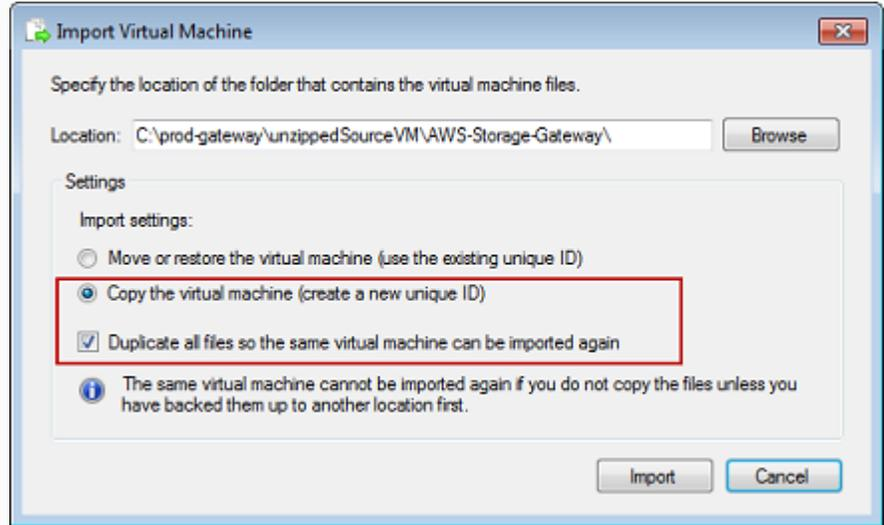 Import Virtual Machine
Specify the location of the folder that contains the virtual machine files.
Location: C:\prod-gateway\unzippedSourceVM\AWS-Storage-Gateway\ Browse
Settings
Import settings:
Move or restore the virtual machine (use the existing unique ID)
Copy the virtual machine (create a new unique ID)
Duplicate all files so the same virtual machine can be imported again
The same virtual machine cannot be imported again if you do not copy the files unless you
have backed them up to another location first.
Import Cancel